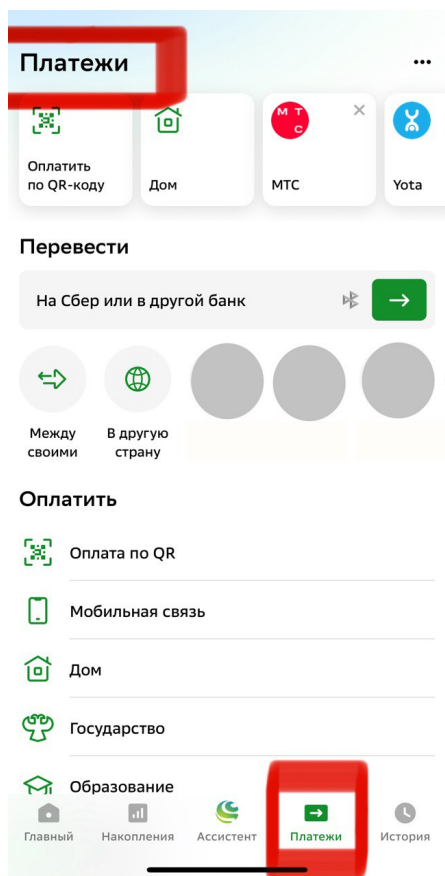 Платежи
МТС
Оплатить
по QR-коду
Дом
МТС
Yota
Перевести
На Сбер или в другой банк
Между
своими
В другую
страну
Оплатить
Оплата по QR
Мобильная связь
Дом
Государство
Образование
Главный
Накопления
Ассистент
Платежи
История